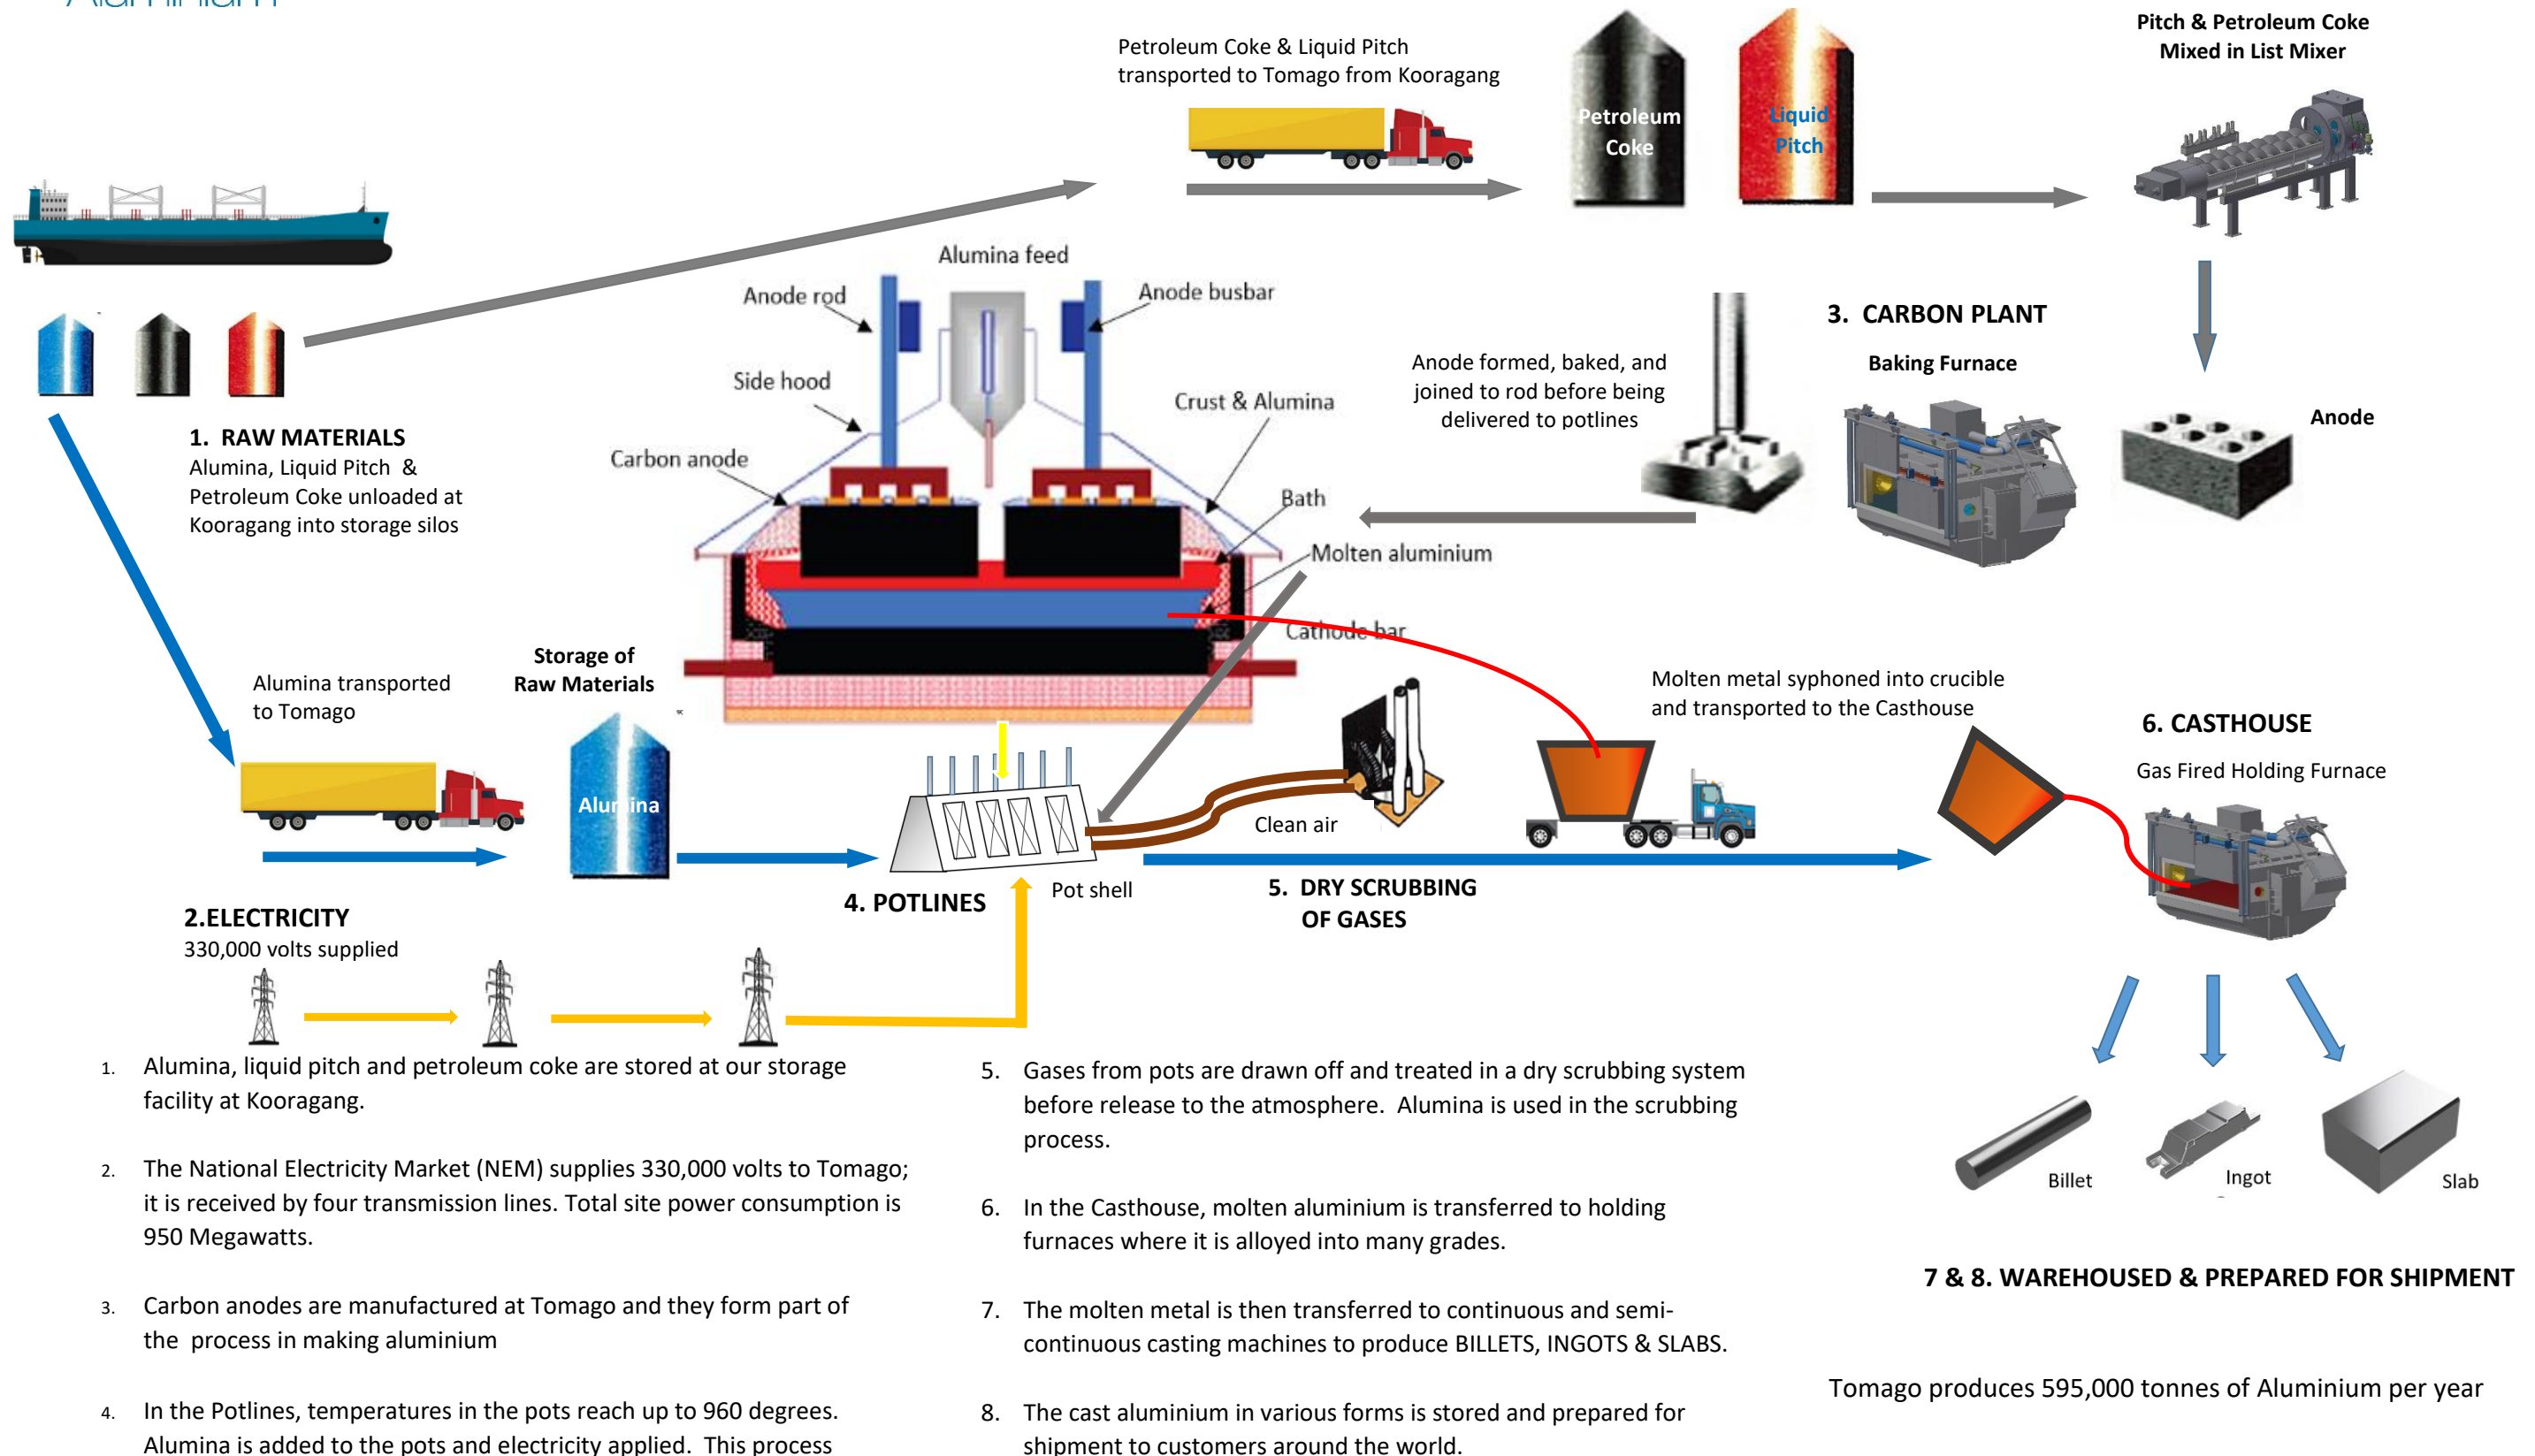 Aluminium
Petroleum Coke & Liquid Pitch
transported to Tomago from Kooragang
Petroleum
Coke
Liquid
Pitch
Pitch & Petroleum Coke
Mixed in List Mixer
Alumina feed
Anode rod
Anode busbar
Side hood
Crust & Alumina
Carbon anode
Bath
Molten aluminium
Cathode bar
3. CARBON PLANT
Baking Furnace
Anode formed, baked, and
joined to rod before being
delivered to potlines
Anode
1. RAW MATERIALS
Alumina, Liquid Pitch &
Petroleum Coke unloaded at
Kooragang into storage silos
Alumina transported
to Tomago
Storage of
Raw Materials
Alumina
Molten metal syphoned into crucible
and transported to the Casthouse
6. CASTHOUSE
Gas Fired Holding Furnace
Clean air
Pot shell
4. POTLINES
5. DRY SCRUBBING
OF GASES
2.ELECTRICITY
330,000 volts supplied
1. Alumina, liquid pitch and petroleum coke are stored at our storage
facility at Kooragang.
2. The National Electricity Market (NEM) supplies 330,000 volts to Tomago;
it is received by four transmission lines. Total site power consumption is
950 Megawatts.
3. Carbon anodes are manufactured at Tomago and they form part of
the process in making aluminium
4. In the Potlines, temperatures in the pots reach up to 960 degrees.
Alumina is added to the pots and electricity applied. This process
5. Gases from pots are drawn off and treated in a dry scrubbing system
before release to the atmosphere. Alumina is used in the scrubbing
process.
6. In the Casthouse, molten aluminium is transferred to holding
furnaces where it is alloyed into many grades.
7. The molten metal is then transferred to continuous and semi-
continuous casting machines to produce BILLETS, INGOTS & SLABS.
8. The cast aluminium in various forms is stored and prepared for
shipment to customers around the world.
Billet
Ingot
Slab
7 & 8. WAREHOUSED & PREPARED FOR SHIPMENT
Tomago produces 595,000 tonnes of Aluminium per year